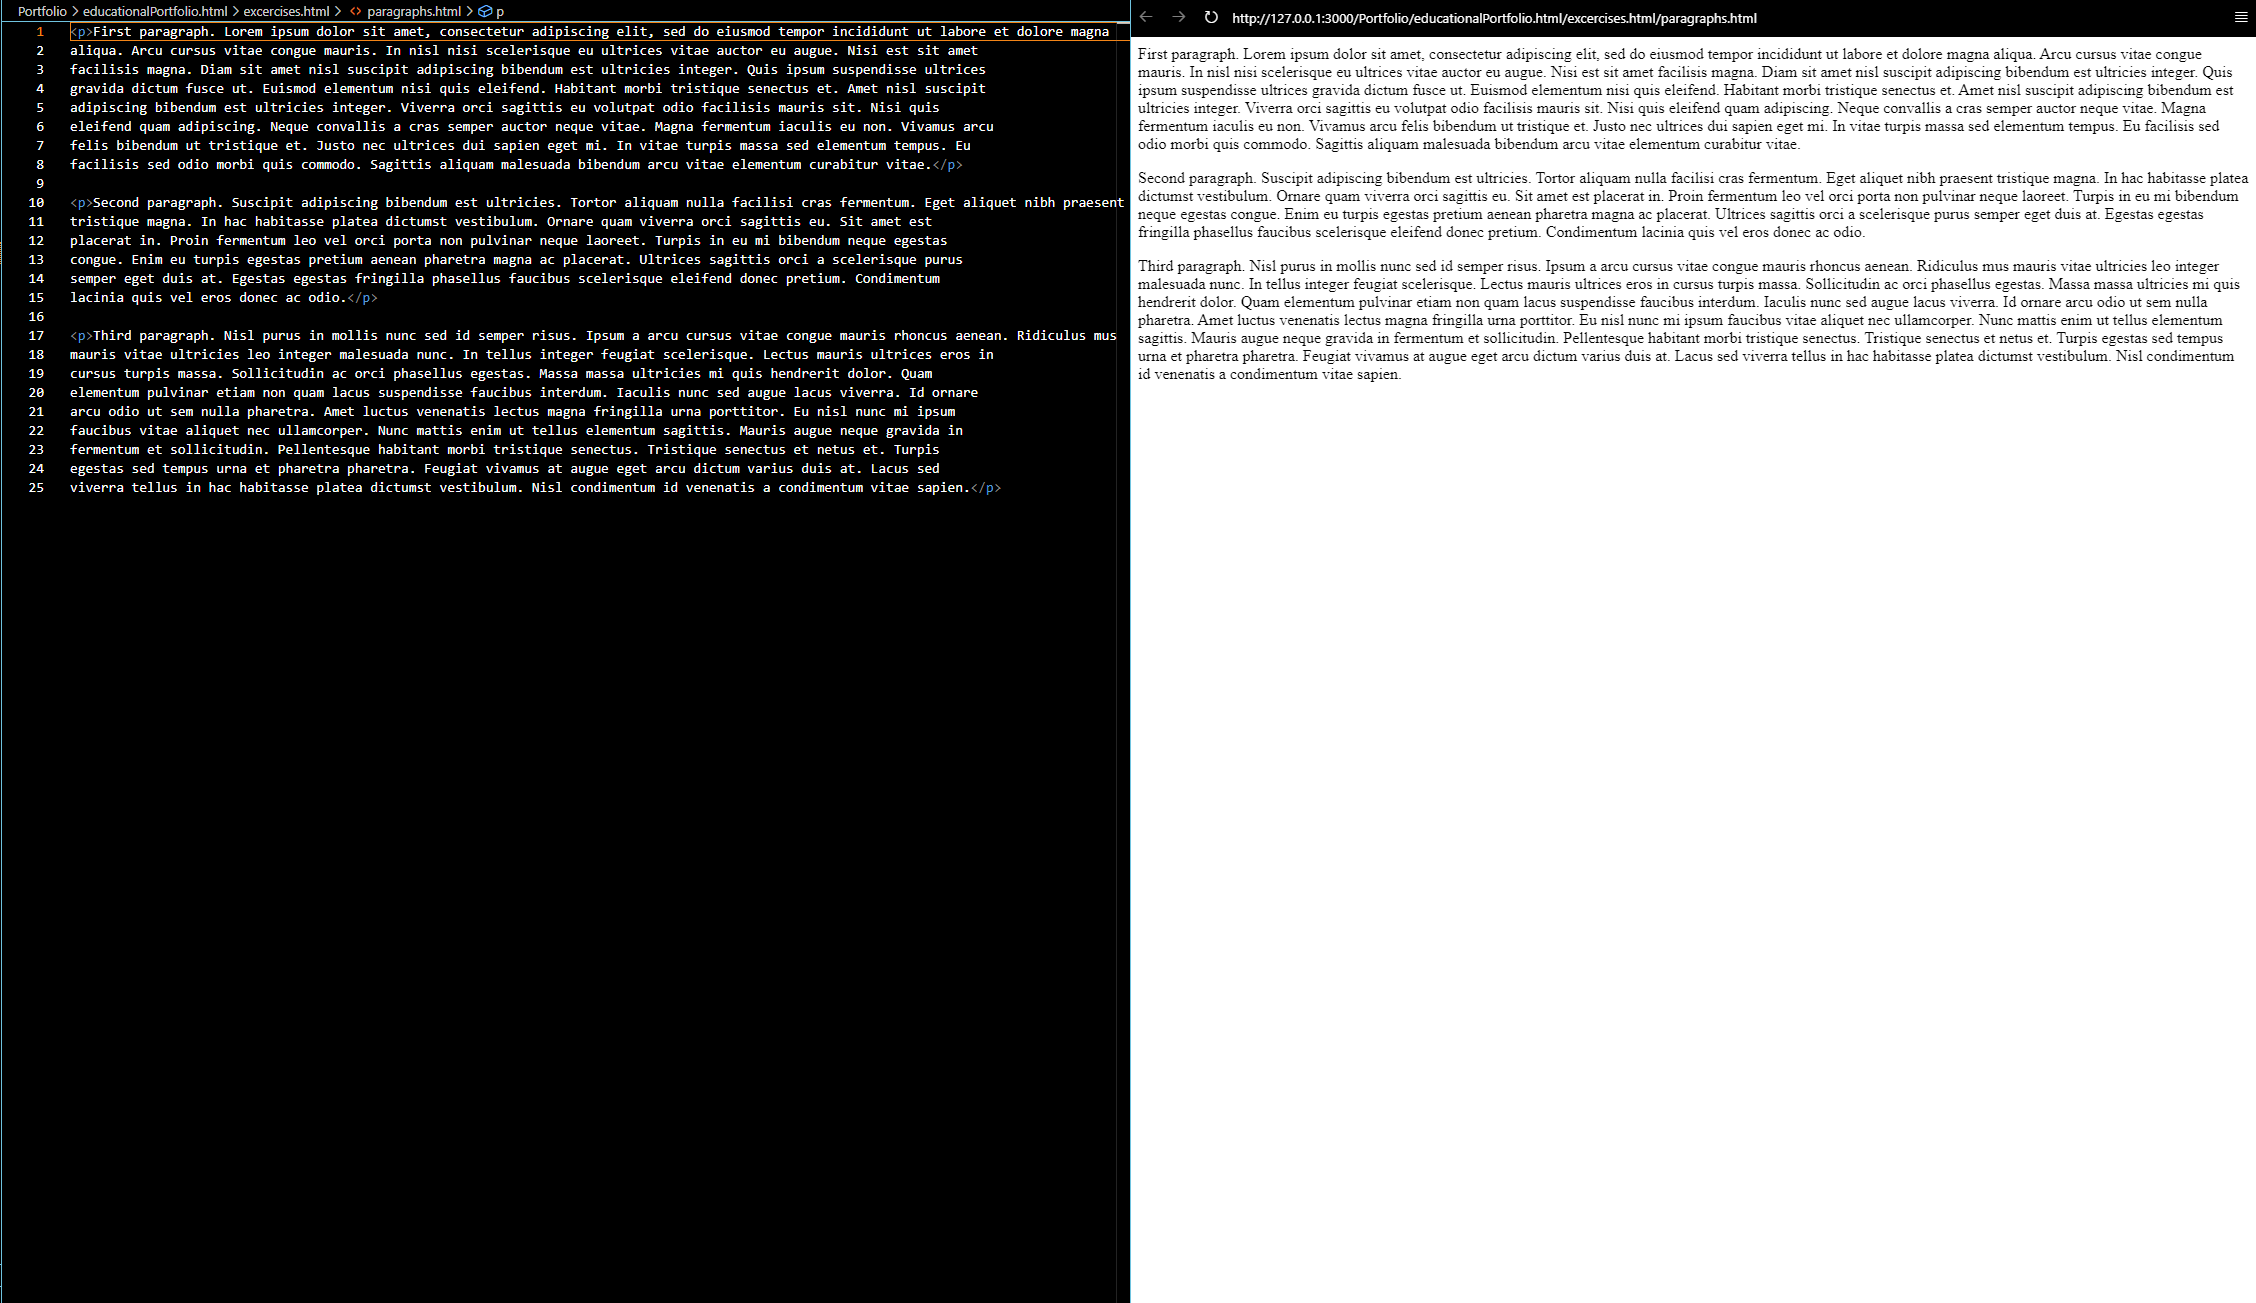 Portfolio > educationalPortfolio.html > excercises.html > <> paragraphs.html > p
1 <p>First paragraph. Lorem ipsum dolor sit amet, consectetur adipiscing elit, sed do eiusmod tempor incididunt ut labore et dolore magna
2 aliqua. Arcu cursus vitae congue mauris. In nisl nisi scelerisque eu ultrices vitae auctor eu augue. Nisi est sit amet
3 facilisis magna. Diam sit amet nisl suscipit adipiscing bibendum est ultricies integer. Quis ipsum suspendisse ultrices
4 gravida dictum fusce ut. Euismod elementum nisi quis eleifend. Habitant morbi tristique senectus et. Amet nisl suscipit
5 adipiscing bibendum est ultricies integer. Viverra orci sagittis eu volutpat odio facilisis mauris sit. Nisi quis
6 eleifend quam adipiscing. Neque convallis a cras semper auctor neque vitae. Magna fermentum iaculis eu non. Vivamus arcu
7 felis bibendum ut tristique et. Justo nec ultrices dui sapien eget mi. In vitae turpis massa sed elementum tempus. Eu
8 facilisis sed odio morbi quis commodo. Sagittis aliquam malesuada bibendum arcu vitae elementum curabitur vitae.</p>
9
10 <p>Second paragraph. Suscipit adipiscing bibendum est ultricies. Tortor aliquam nulla facilisi cras fermentum. Eget aliquet nibh praesent
11 tristique magna. In hac habitasse platea dictumst vestibulum. Ornare quam viverra orci sagittis eu. Sit amet est
12 placerat in. Proin fermentum leo vel orci porta non pulvinar neque laoreet. Turpis in eu mi bibendum neque egestas
13 congue. Enim eu turpis egestas pretium aenean pharetra magna ac placerat. Ultrices sagittis orci a scelerisque purus
14 semper eget duis at. Egestas egestas fringilla phasellus faucibus scelerisque eleifend donec pretium. Condimentum
15 lacinia quis vel eros donec ac odio.</p>
16
17 <p>Third paragraph. Nisl purus in mollis nunc sed id semper risus. Ipsum a arcu cursus vitae congue mauris rhoncus aenean. Ridiculus mus
18 mauris vitae ultricies leo integer malesuada nunc. In tellus integer feugiat scelerisque. Lectus mauris ultrices eros in
19 cursus turpis massa. Sollicitudin ac orci phasellus egestas. Massa massa ultricies mi quis hendrerit dolor. Quam
20 elementum pulvinar etiam non quam lacus suspendisse faucibus interdum. Iaculis nunc sed augue lacus viverra. Id ornare
21 arcu odio ut sem nulla pharetra. Amet luctus venenatis lectus magna fringilla urna porttitor. Eu nisl nunc mi ipsum
22 faucibus vitae aliquet nec ullamcorper. Nunc mattis enim ut tellus elementum sagittis. Mauris augue neque gravida in
23 fermentum et sollicitudin. Pellentesque habitant morbi tristique senectus. Tristique senectus et netus et. Turpis
24 egestas sed tempus urna et pharetra pharetra. Feugiat vivamus at augue eget arcu dictum varius duis at. Lacus sed
25 viverra tellus in hac habitasse platea dictumst vestibulum. Nisl condimentum id venenatis a condimentum vitae sapien.</p>
http://127.0.0.1:3000/Portfolio/educationalPortfolio.html/excercises.html/paragraphs.html
First paragraph. Lorem ipsum dolor sit amet, consectetur adipiscing elit, sed do eiusmod tempor incididunt ut labore et dolore magna aliqua. Arcu cursus vitae congue
mauris. In nisl nisi scelerisque eu ultrices vitae auctor eu augue. Nisi est sit amet facilisis magna. Diam sit amet nisl suscipit adipiscing bibendum est ultricies integer. Quis
ipsum suspendisse ultrices gravida dictum fusce ut. Euismod elementum nisi quis eleifend. Habitant morbi tristique senectus et. Amet nisl suscipit adipiscing bibendum est
ultricies integer. Viverra orci sagittis eu volutpat odio facilisis mauris sit. Nisi quis eleifend quam adipiscing. Neque convallis a cras semper auctor neque vitae. Magna
fermentum iaculis eu non. Vivamus arcu felis bibendum ut tristique et. Justo nec ultrices dui sapien eget mi. In vitae turpis massa sed elementum tempus. Eu facilisis sed
odio morbi quis commodo. Sagittis aliquam malesuada bibendum arcu vitae elementum curabitur vitae.
Second paragraph. Suscipit adipiscing bibendum est ultricies. Tortor aliquam nulla facilisi cras fermentum. Eget aliquet nibh praesent tristique magna. In hac habitasse platea
dictumst vestibulum. Ornare quam viverra orci sagittis eu. Sit amet est placerat in. Proin fermentum leo vel orci porta non pulvinar neque laoreet. Turpis in eu mi bibendum
neque egestas congue. Enim eu turpis egestas pretium aenean pharetra magna ac placerat. Ultrices sagittis orci a scelerisque purus semper eget duis at. Egestas egestas
fringilla phasellus faucibus scelerisque eleifend donec pretium. Condimentum lacinia quis vel eros donec ac odio.
Third paragraph. Nisl purus in mollis nunc sed id semper risus. Ipsum a arcu cursus vitae congue mauris rhoncus aenean. Ridiculus mus mauris vitae ultricies leo integer
malesuada nunc. In tellus integer feugiat scelerisque. Lectus mauris ultrices eros in cursus turpis massa. Sollicitudin ac orci phasellus egestas. Massa massa ultricies mi quis
hendrerit dolor. Quam elementum pulvinar etiam non quam lacus suspendisse faucibus interdum. Iaculis nunc sed augue lacus viverra. Id ornare arcu odio ut sem nulla
pharetra. Amet luctus venenatis lectus magna fringilla urna porttitor. Eu nisl nunc mi ipsum faucibus vitae aliquet nec ullamcorper. Nunc mattis enim ut tellus elementum
sagittis. Mauris augue neque gravida in fermentum et sollicitudin. Pellentesque habitant morbi tristique senectus. Tristique senectus et netus et. Turpis egestas sed tempus
urna et pharetra pharetra. Feugiat vivamus at augue eget arcu dictum varius duis at. Lacus sed viverra tellus in hac habitasse platea dictumst vestibulum. Nisl condimentum
id venenatis a condimentum vitae sapien.